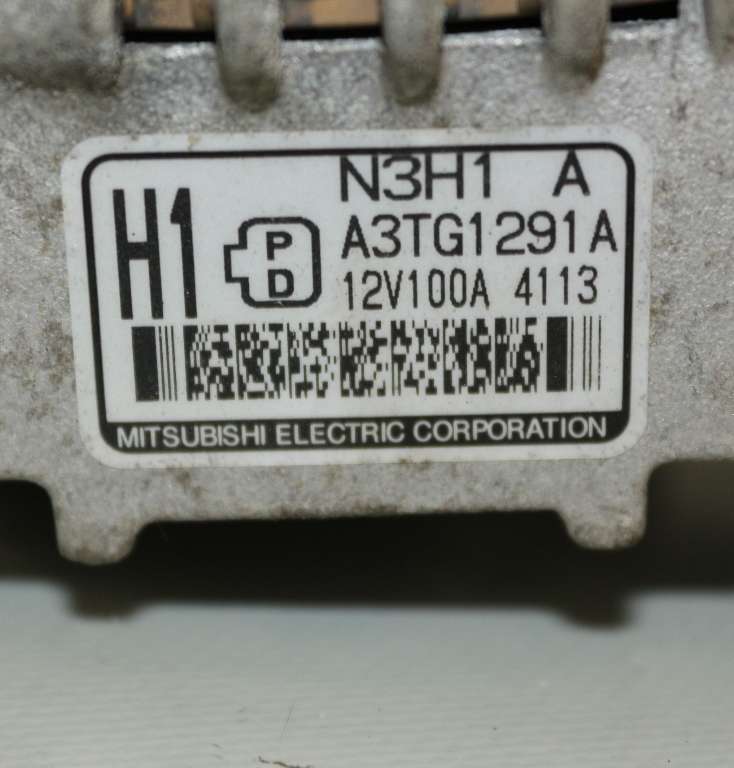 N3H1 A
H1
P
D
A3TG1291A
12V100A 4113
MITSUBISHI ELECTRIC CORPORATION